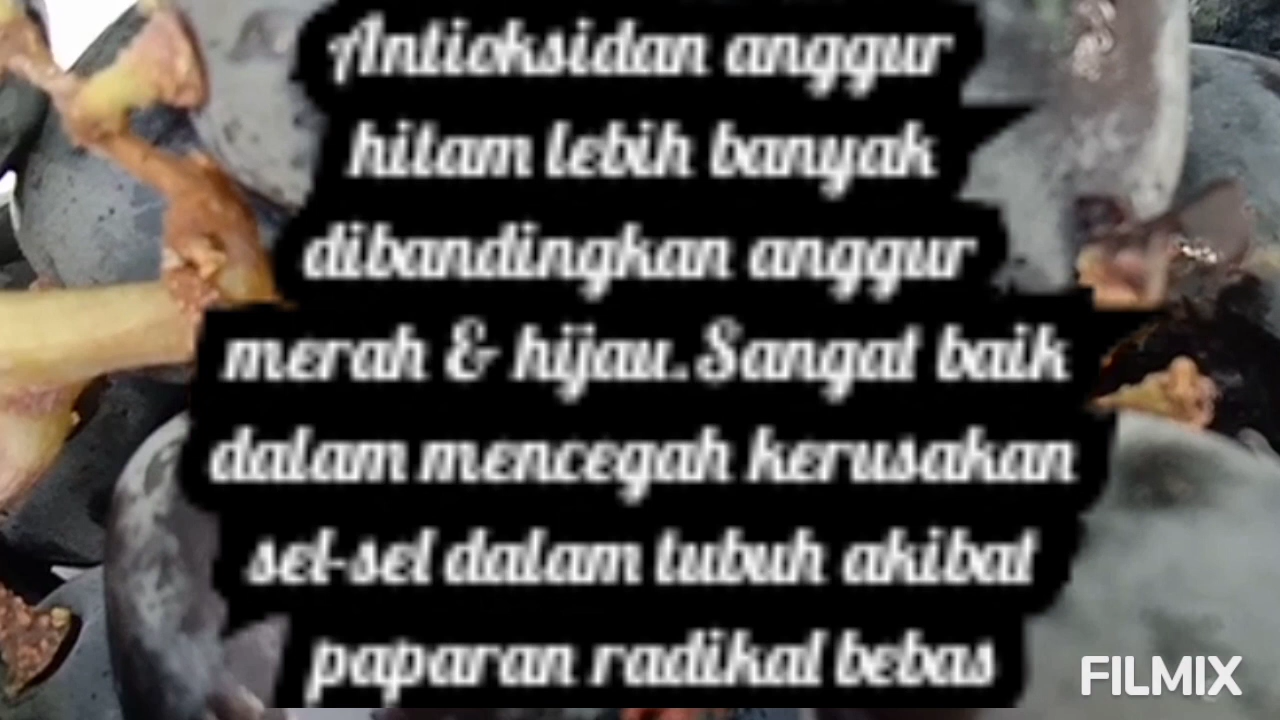 Antioksidan anggur
hitam lebih banyak
dibandingkan anggur
merah & hijau.Sangat baik
dalam mencegah kerusakan
sel-sel dalam tubuh akibat
paparan radikal bebas
FILMIX